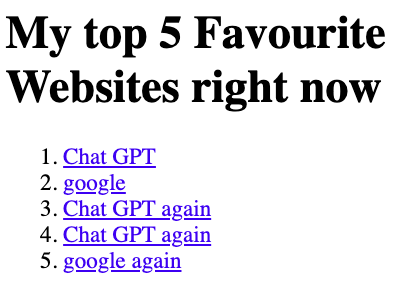 My top 5 Favourite
Websites right now
1. Chat GPT
2. google
3. Chat GPT again
4. Chat GPT again
5. google again